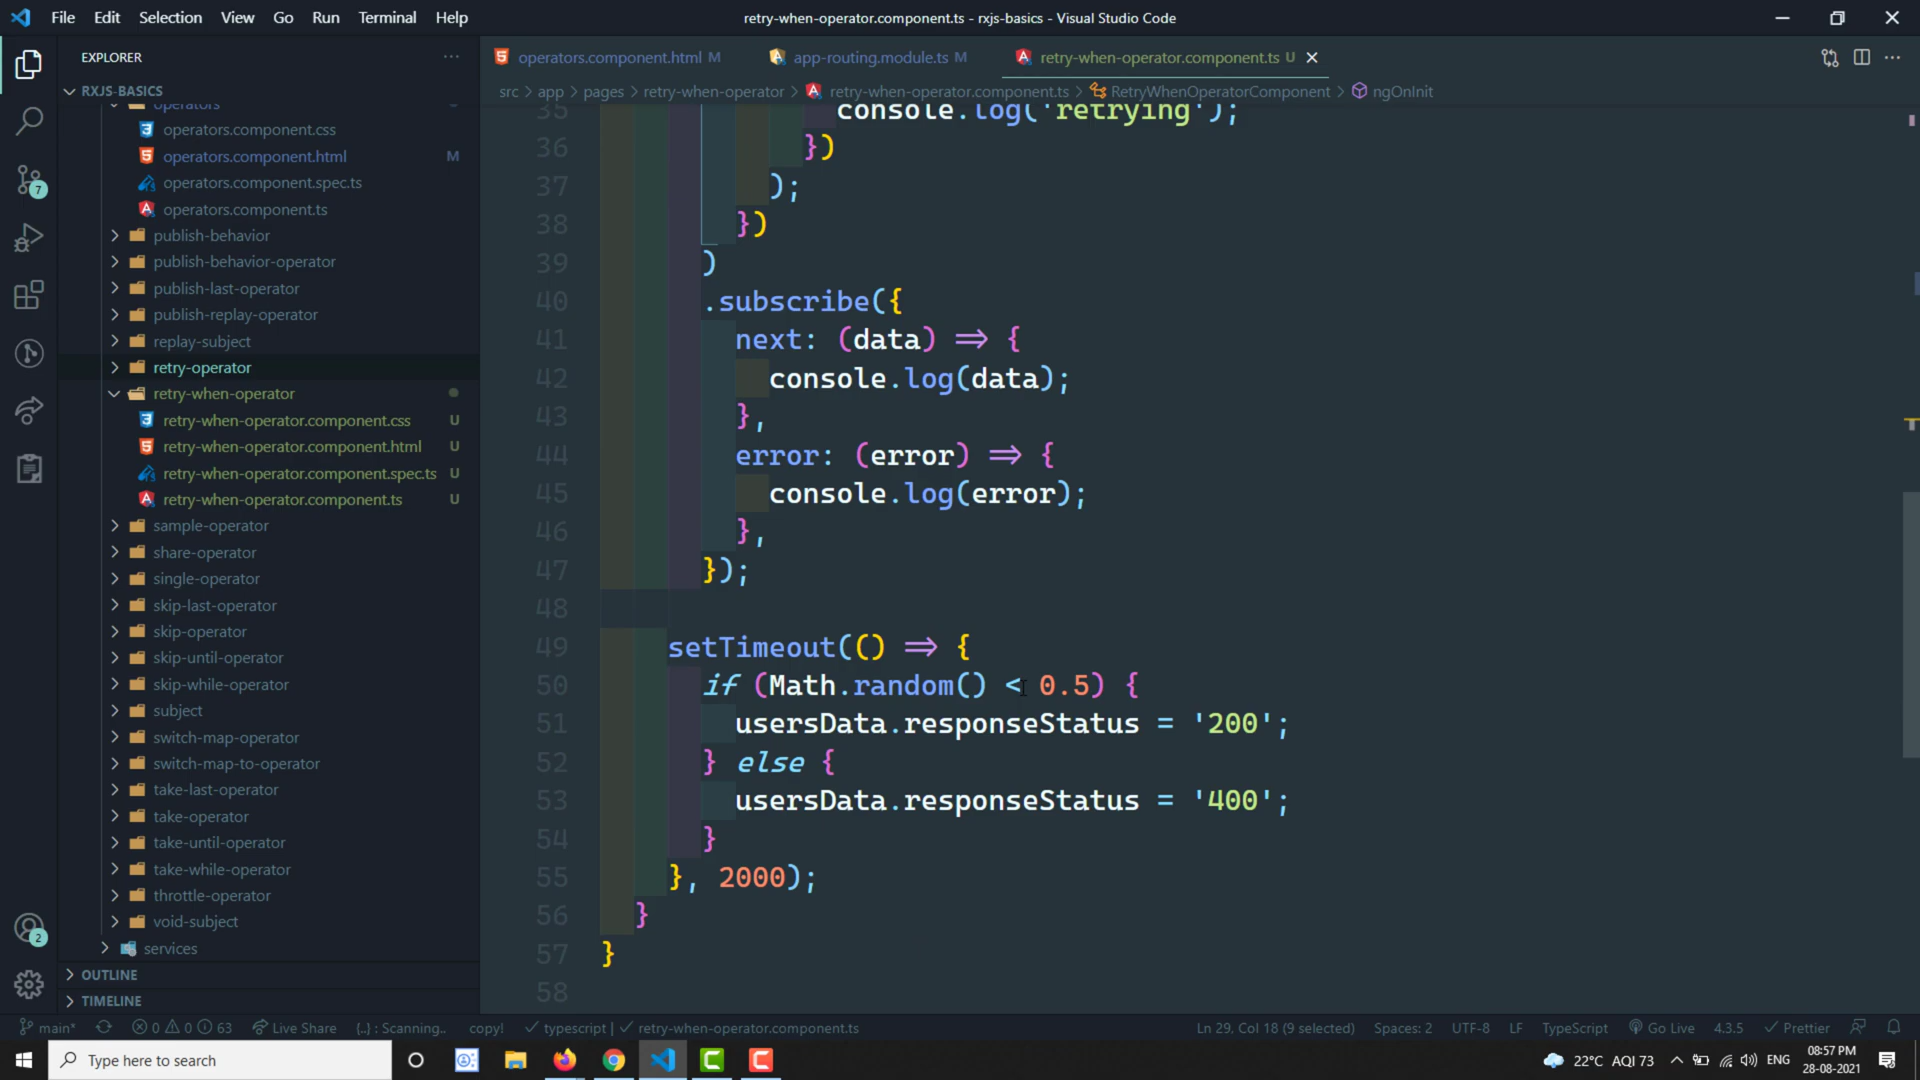 File Edit Selection View Go Run Terminal Help
retry-when-operator.component.ts - rxjs-basics - Visual Studio Code
EXPLORER
operators.component.html M
app-routing.module.ts M
retry-when-operator.component.ts U
RXJS-BASICS
src > app > pages > retry-when-operator > retry-when-operator.component.ts > RetryWhenOperatorComponent > ngOnInit
operators
operators.component.css
operators.component.html M
operators.component.spec.ts
operators.component.ts
publish-behavior
publish-behavior-operator
publish-last-operator
publish-replay-operator
replay-subject
retry-operator
retry-when-operator
retry-when-operator.component.css U
retry-when-operator.component.html U
retry-when-operator.component.spec.ts U
retry-when-operator.component.ts U
sample-operator
share-operator
single-operator
skip-last-operator
skip-operator
skip-until-operator
skip-while-operator
subject
switch-map-operator
switch-map-to-operator
take-last-operator
take-operator
take-until-operator
take-while-operator
throttle-operator
void-subject
services
OUTLINE
TIMELINE
7
2
35 console.log('retrying');
36 })
37 );
38 })
39 )
40 .subscribe({
41 next: (data) => {
42 console.log(data);
43 },
44 error: (error) => {
45 console.log(error);
46 },
47 });
48
49 setTimeout(() => {
50 if (Math.random() < 0.5) {
51 usersData.responseStatus = '200';
52 } else {
53 usersData.responseStatus = '400';
54 }
55 }, 2000);
56 }
57 }
58
main* 0 0 63 Live Share {..} : Scanning.. copy! typescript | retry-when-operator.component.ts Ln 29, Col 18 (9 selected) Spaces: 2 UTF-8 LF TypeScript Go Live 4.3.5 Prettier
Type here to search
22°C AQI 73 ENG
08:57 PM
28-08-2021